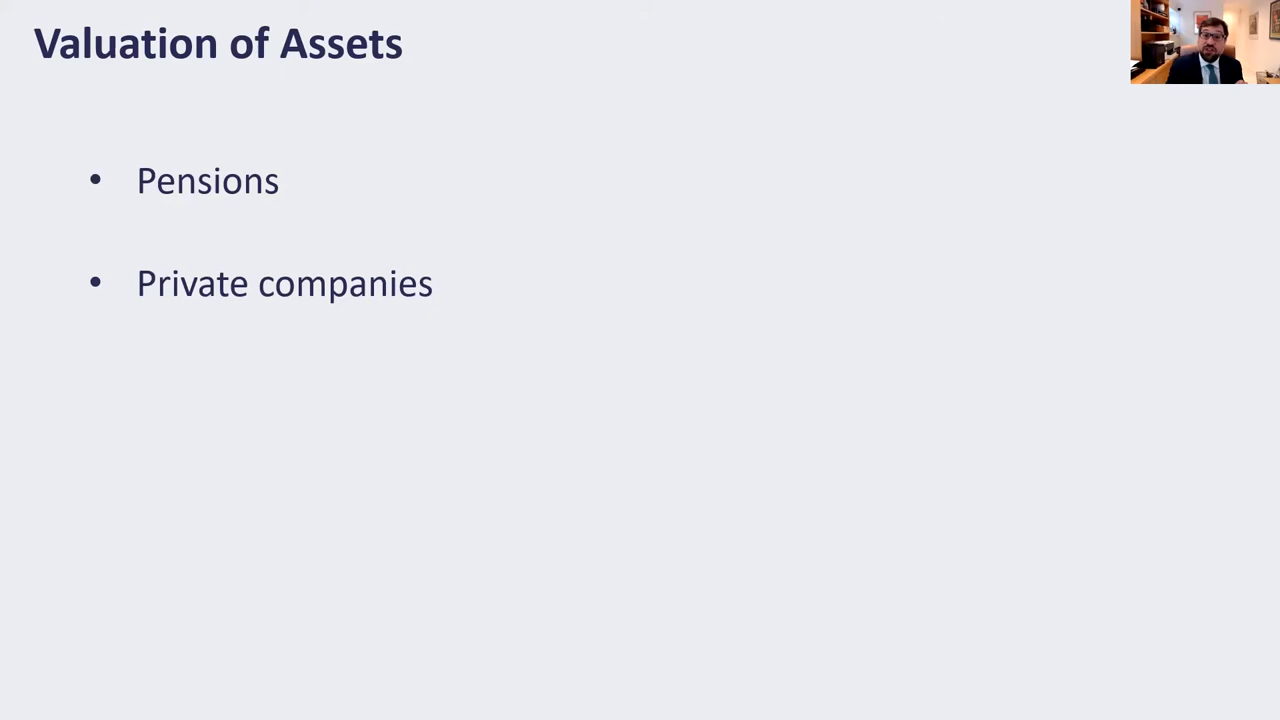 Valuation of Assets
• Pensions
• Private companies